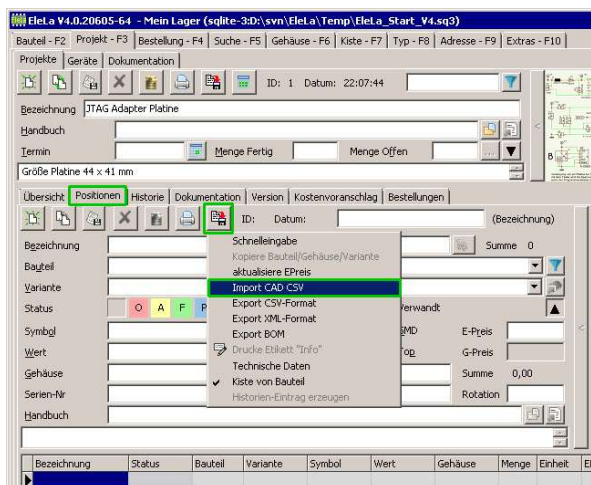 EleLa V4.0.20605-64 - Mein Lager (sqlite-3:D:\svn\EleLa\Temp\EleLa_Start_V4.sq3)
Bauteil - F2 Projekt - F3 Bestellung - F4 Suche - F5 Gehäuse - F6 Kiste - F7 Typ - F8 Adresse - F9 Extras - F10
Projekte Geräte Dokumentation
ID: 1 Datum: 22:07:44
Bezeichnung JTAG Adapter Platine
Handbuch
Termin Menge Fertig Menge Offen ...
Größe Platine 44 x 41 mm
Übersicht Positionen Historie Dokumentation Version Kostenvoranschlag Bestellungen
ID: Datum: (Bezeichnung)
Bezeichnung Schnelleingabe Summe 0
Kopiere Bauteil/Gehäuse/Variante
Bauteil aktualisiere EPreis
Variante Import CAD CSV
Status O A F P Export CSV-Format
Export XML-Format
Symbol Export BOM E-Preis
Wert Drucke Etikett "Info" G-Preis
Gehäuse Technische Daten Summe 0,00
Serien-Nr Kiste von Bauteil Rotation
Historien-Eintrag erzeugen
Handbuch
Bezeichnung Status Bauteil Variante Symbol Wert Gehäuse Menge Einheit